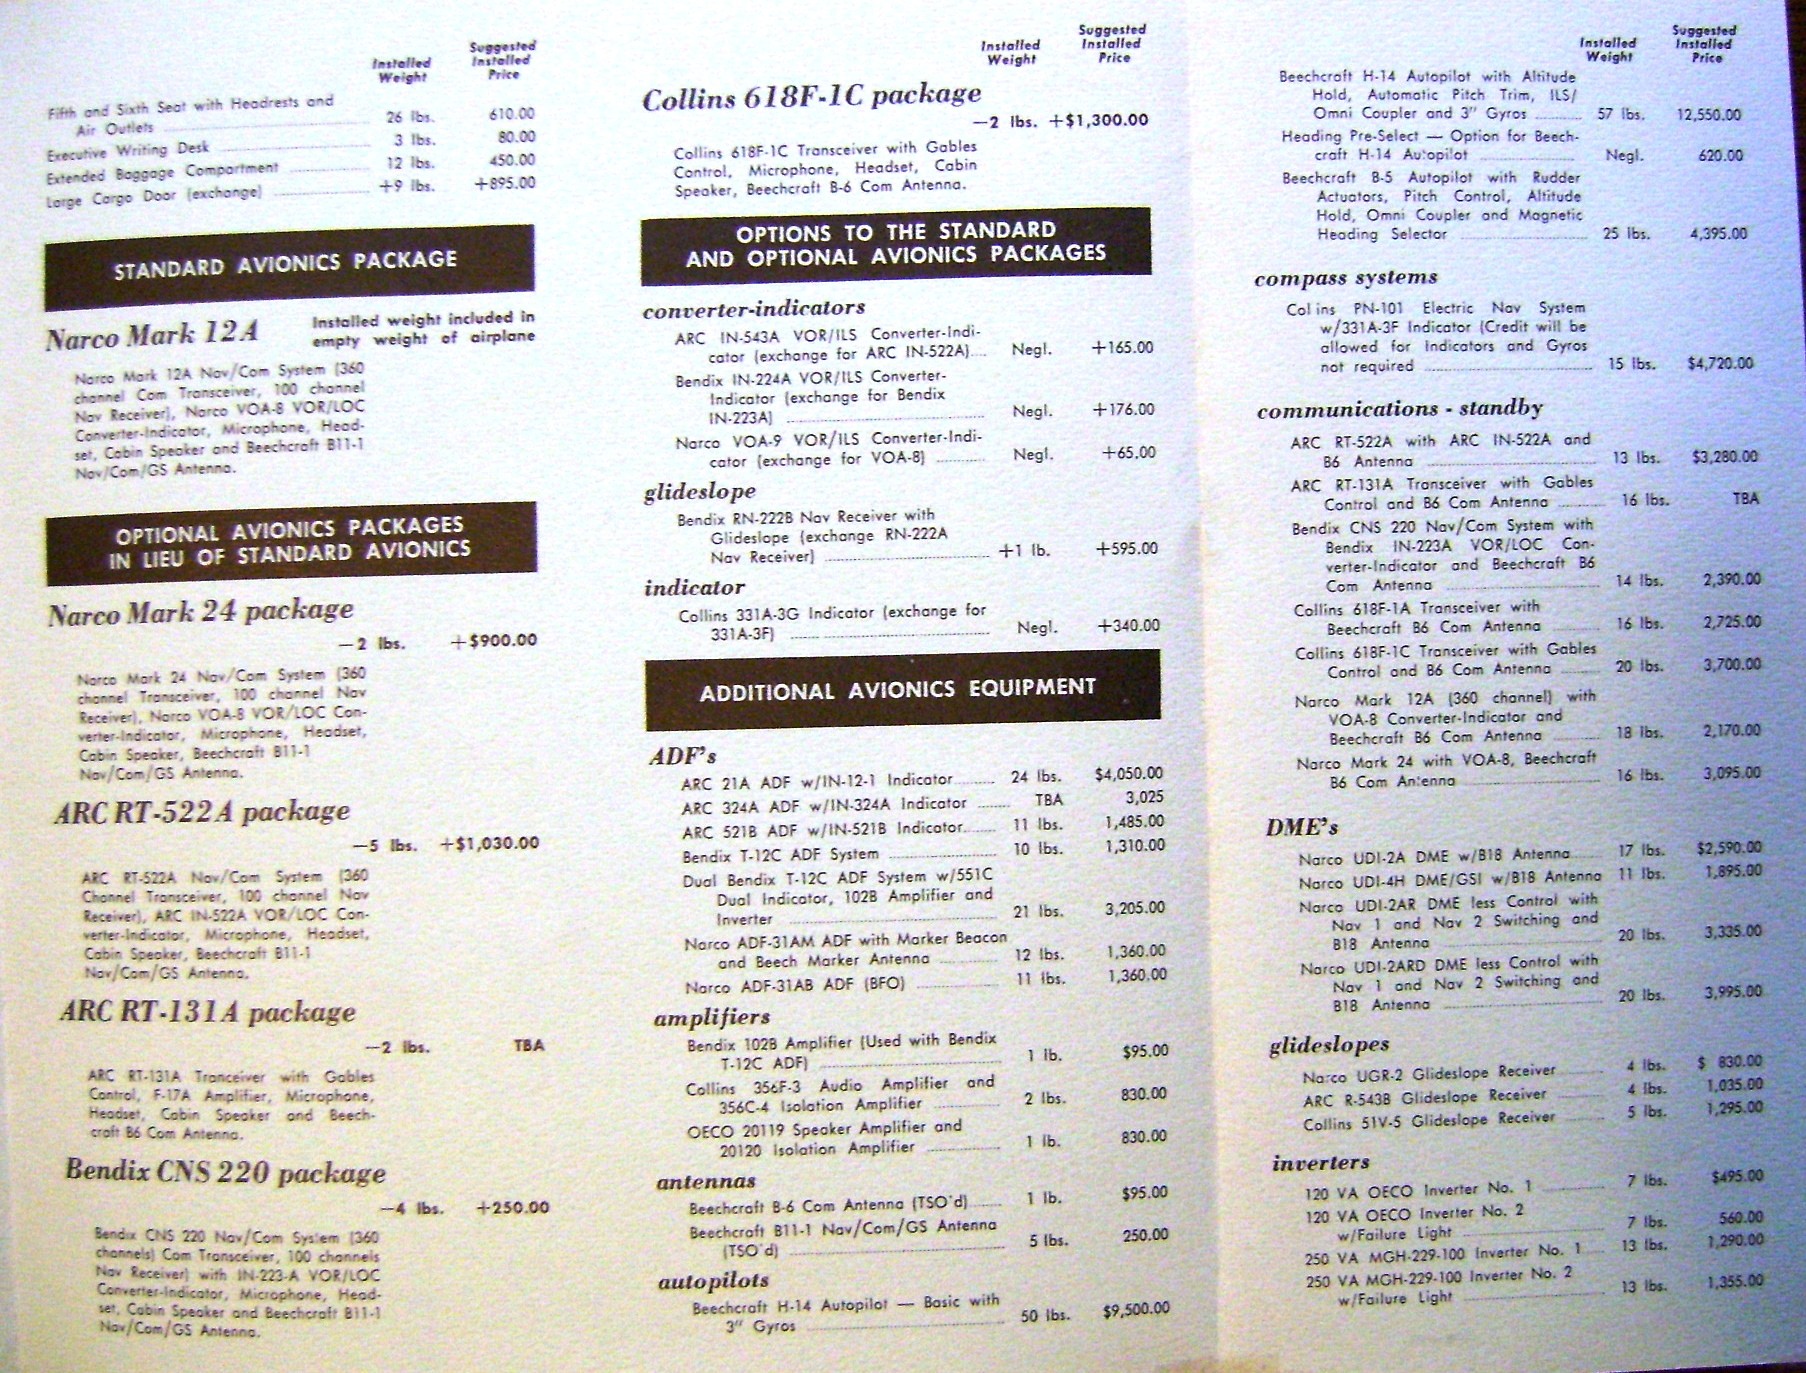 Installed
Weight
Suggested
Installed
Price
Fifth and Sixth Seat with Headrests and
Air Outlets 26 lbs. 610.00
Executive Writing Desk 3 lbs. 80.00
Extended Baggage Compartment 12 lbs. 450.00
Large Cargo Door (exchange) +9 lbs. +895.00
STANDARD AVIONICS PACKAGE
Narco Mark 12A
Installed weight included in
empty weight of airplane
Narco Mark 12A Nav/Com System (360
channel Com Transceiver, 100 channel
Nav Receiver), Narco VOA-8 VOR/LOC
Converter-Indicator, Microphone, Head-
set, Cabin Speaker and Beechcraft B11-1
Nav/Com/GS Antenna.
OPTIONAL AVIONICS PACKAGES
IN LIEU OF STANDARD AVIONICS
Narco Mark 24 package
—2 lbs. +$900.00
Narco Mark 24 Nav/Com System (360
channel Transceiver, 100 channel Nav
Receiver), Narco VOA-8 VOR/LOC Con-
verter-Indicator, Microphone, Headset,
Cabin Speaker, Beechcraft B11-1
Nav/Com/GS Antenna.
ARC RT-522A package
—5 lbs. +$1,030.00
ARC RT-522A Nav/Com System (360
Channel Transceiver, 100 channel Nav
Receiver), ARC IN-522A VOR/LOC Con-
verter-Indicator, Microphone, Headset,
Cabin Speaker, Beechcraft B11-1
Nav/Com/GS Antenna.
ARC RT-131A package
—2 lbs. TBA
ARC RT-131A Tranceiver with Gables
Control, F-17A Amplifier, Microphone,
Headset, Cabin Speaker and Beech-
craft B6 Com Antenna.
Bendix CNS 220 package
—4 lbs. +250.00
Bendix CNS 220 Nav/Com System (360
channels) Com Transceiver, 100 channels
Nav Receiver) with IN-223-A VOR/LOC
Converter-Indicator, Microphone, Head-
set, Cabin Speaker and Beechcraft B11-1
Nav/Com/GS Antenna.
Installed
Weight
Suggested
Installed
Price
Collins 618F-1C package
—2 lbs. +$1,300.00
Collins 618F-1C Transceiver with Gables
Control, Microphone, Headset, Cabin
Speaker, Beechcraft B-6 Com Antenna.
OPTIONS TO THE STANDARD
AND OPTIONAL AVIONICS PACKAGES
converter-indicators
ARC IN-543A VOR/ILS Converter-Indi-
cator (exchange for ARC IN-522A) Negl. +165.00
Bendix IN-224A VOR/ILS Converter-
Indicator (exchange for Bendix
IN-223A) Negl. +176.00
Narco VOA-9 VOR/ILS Converter-Indi-
cator (exchange for VOA-8) Negl. +65.00
glideslope
Bendix RN-222B Nav Receiver with
Glideslope (exchange RN-222A
Nav Receiver) +1 lb. +595.00
indicator
Collins 331A-3G Indicator (exchange for
331A-3F) Negl. +340.00
ADDITIONAL AVIONICS EQUIPMENT
ADF's
ARC 21A ADF w/IN-12-1 Indicator 24 lbs. $4,050.00
ARC 324A ADF w/IN-324A Indicator TBA 3,025
ARC 521B ADF w/IN-521B Indicator 11 lbs. 1,485.00
Bendix T-12C ADF System 10 lbs. 1,310.00
Dual Bendix T-12C ADF System w/551C
Dual Indicator, 102B Amplifier and
Inverter 21 lbs. 3,205.00
Narco ADF-31AM ADF with Marker Beacon
and Beech Marker Antenna 12 lbs. 1,360.00
Narco ADF-31AB ADF (BFO) 11 lbs. 1,360.00
amplifiers
Bendix 102B Amplifier (Used with Bendix
T-12C ADF) 1 lb. $95.00
Collins 356F-3 Audio Amplifier and
356C-4 Isolation Amplifier 2 lbs. 830.00
OECO 20119 Speaker Amplifier and
20120 Isolation Amplifier 1 lb. 830.00
antennas
Beechcraft B-6 Com Antenna (TSO'd) 1 lb. $95.00
Beechcraft B11-1 Nav/Com/GS Antenna
(TSO'd) 5 lbs. 250.00
autopilots
Beechcraft H-14 Autopilot — Basic with
3" Gyros 50 lbs. $9,500.00
Installed
Weight
Suggested
Installed
Price
Beechcraft H-14 Autopilot with Altitude
Hold, Automatic Pitch Trim, ILS/
Omni Coupler and 3" Gyros 57 lbs. 12,550.00
Heading Pre-Select — Option for Beech-
craft H-14 Autopilot Negl. 620.00
Beechcraft B-5 Autopilot with Rudder
Actuators, Pitch Control, Altitude
Hold, Omni Coupler and Magnetic
Heading Selector 25 lbs. 4,395.00
compass systems
Collins PN-101 Electric Nav System
w/331A-3F Indicator (Credit will be
allowed for Indicators and Gyros
not required 15 lbs. $4,720.00
communications - standby
ARC RT-522A with ARC IN-522A and
B6 Antenna 13 lbs. $3,280.00
ARC RT-131A Transceiver with Gables
Control and B6 Com Antenna 16 lbs. TBA
Bendix CNS 220 Nav/Com System with
Bendix IN-223A VOR/LOC Con-
verter-Indicator and Beechcraft B6
Com Antenna 14 lbs. 2,390.00
Collins 618F-1A Transceiver with
Beechcraft B6 Com Antenna 16 lbs. 2,725.00
Collins 618F-1C Transceiver with Gables
Control and B6 Com Antenna 20 lbs. 3,700.00
Narco Mark 12A (360 channel) with
VOA-8 Converter-Indicator and
Beechcraft B6 Com Antenna 18 lbs. 2,170.00
Narco Mark 24 with VOA-8, Beechcraft
B6 Com Antenna 16 lbs. 3,095.00
DME's
Narco UDI-2A DME w/B18 Antenna 17 lbs. $2,590.00
Narco UDI-4H DME/GSI w/B18 Antenna 11 lbs. 1,895.00
Narco UDI-2AR DME less Control with
Nav 1 and Nav 2 Switching and
B18 Antenna 20 lbs. 3,335.00
Narco UDI-2ARD DME less Control with
Nav 1 and Nav 2 Switching and
B18 Antenna 20 lbs. 3,995.00
glideslopes
Narco UGR-2 Glideslope Receiver 4 lbs. $ 830.00
ARC R-543B Glideslope Receiver 4 lbs. 1,035.00
Collins 51V-5 Glideslope Receiver 5 lbs. 1,295.00
inverters
120 VA OECO Inverter No. 1 7 lbs. $495.00
120 VA OECO Inverter No. 2
w/Failure Light 7 lbs. 560.00
250 VA MGH-229-100 Inverter No. 1 13 lbs. 1,290.00
250 VA MGH-229-100 Inverter No. 2
w/Failure Light 13 lbs. 1,355.00